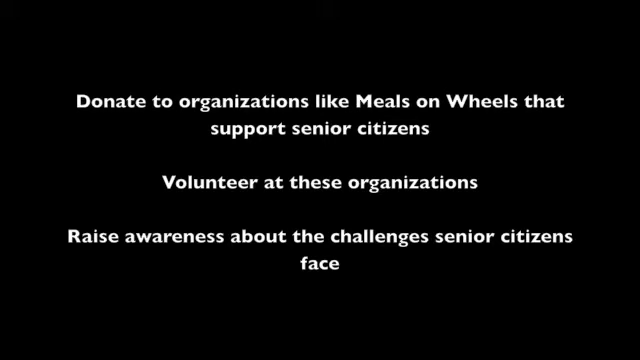 Donate to organizations like Meals on Wheels that
support senior citizens
Volunteer at these organizations
Raise awareness about the challenges senior citizens
face